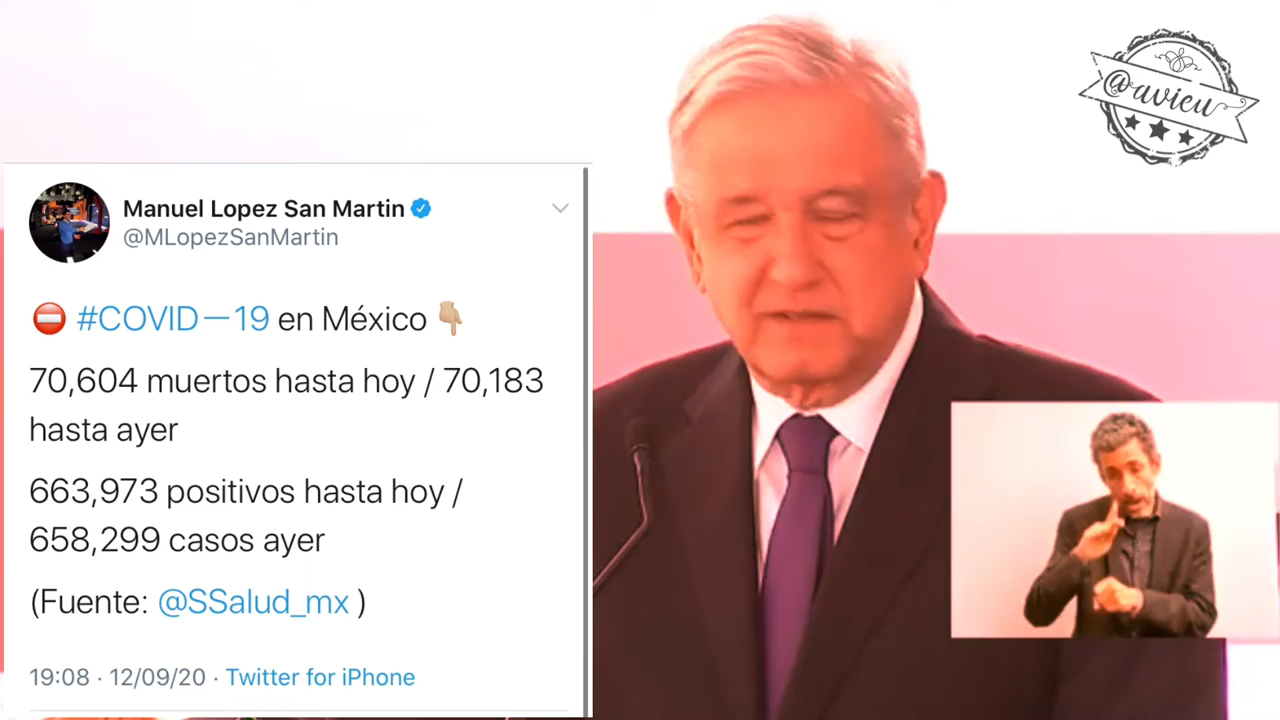 Manuel Lopez San Martin
@MLopezSanMartin
⛔ #COVID—19 en México 👇🏼
70,604 muertos hasta hoy / 70,183
hasta ayer
663,973 positivos hasta hoy /
658,299 casos ayer
(Fuente: @SSalud_mx )
19:08 · 12/09/20 · Twitter for iPhone
@avieu